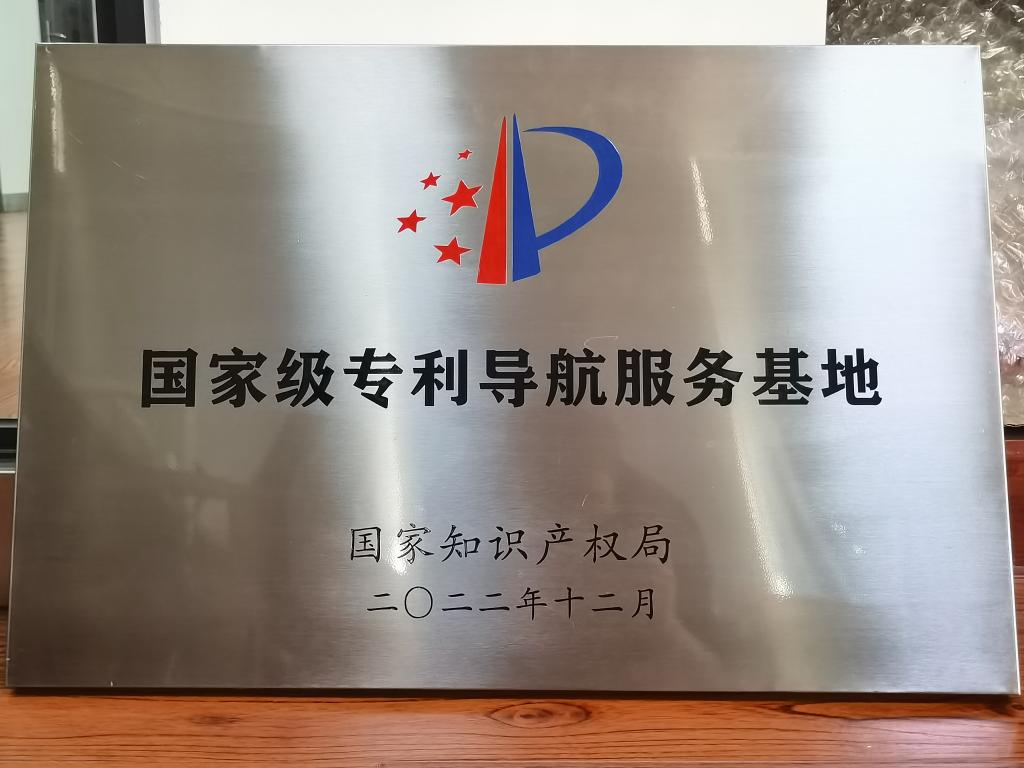 国家级专利导航服务基地
国家知识产权局
二〇二二年十二月